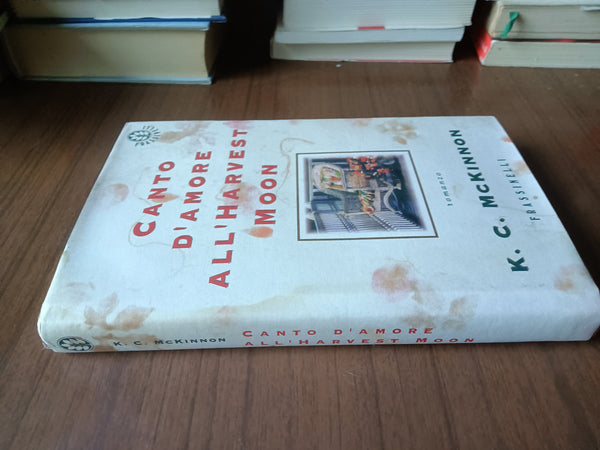 CANTO
D'AMORE
ALL'HARVEST
MOON
romanzo
K. C. MCKINNON
FRASSINELLI
K. C. MCKINNON
CANTO D'AMORE
ALL'HARVEST MOON